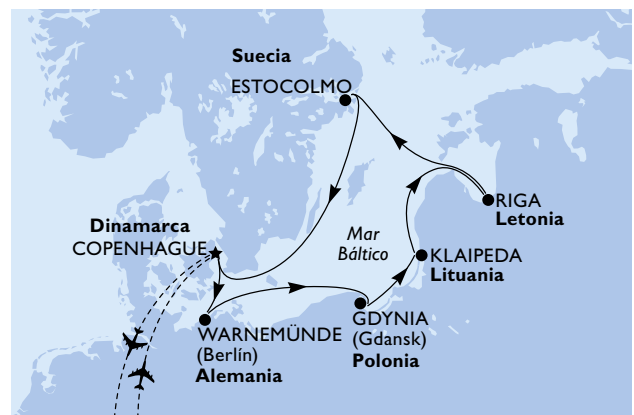 Suecia
ESTOCOLMO
RIGA
Letonia
Dinamarca
COPENHAGUE
Mar
Báltico
KLAIPEDA
Lituania
WARNEMÜNDE
(Berlín)
Alemania
GDYNIA
(Gdansk)
Polonia